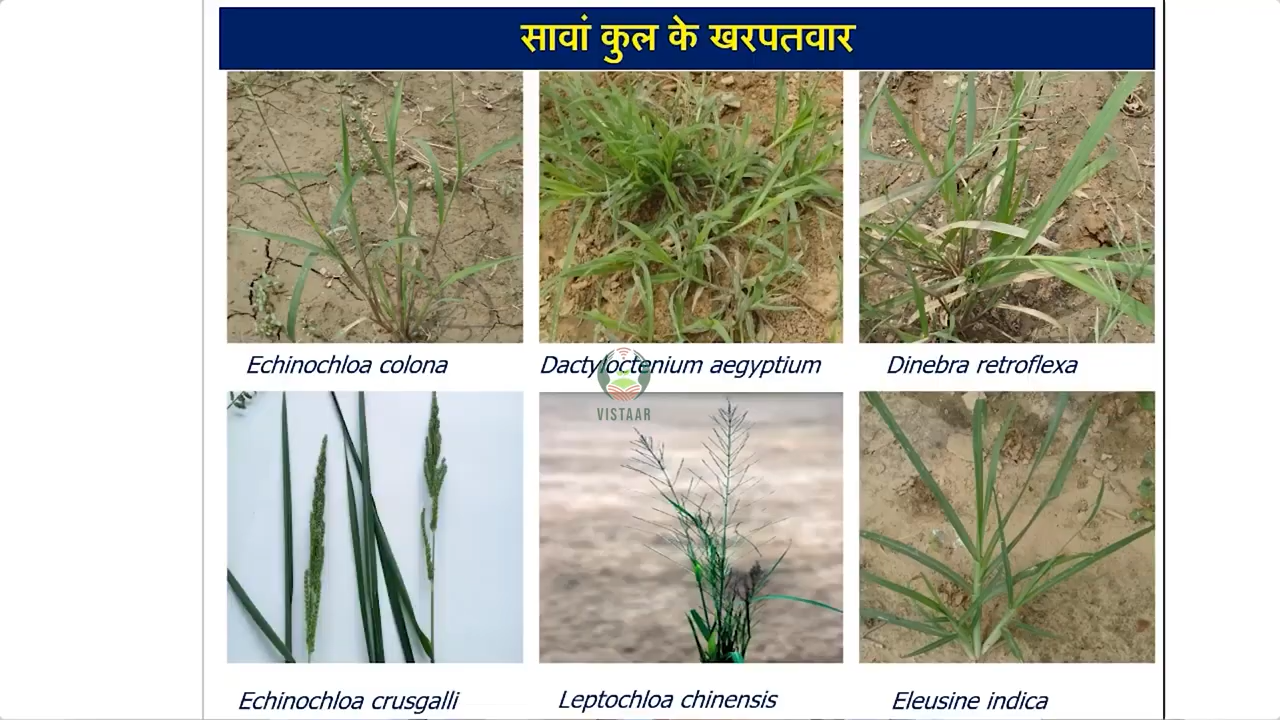 सावां कुल के खरपतवार
Echinochloa colona
Dactyloctenium aegyptium
Dinebra retroflexa
VISTAAR
Echinochloa crusgalli
Leptochloa chinensis
Eleusine indica